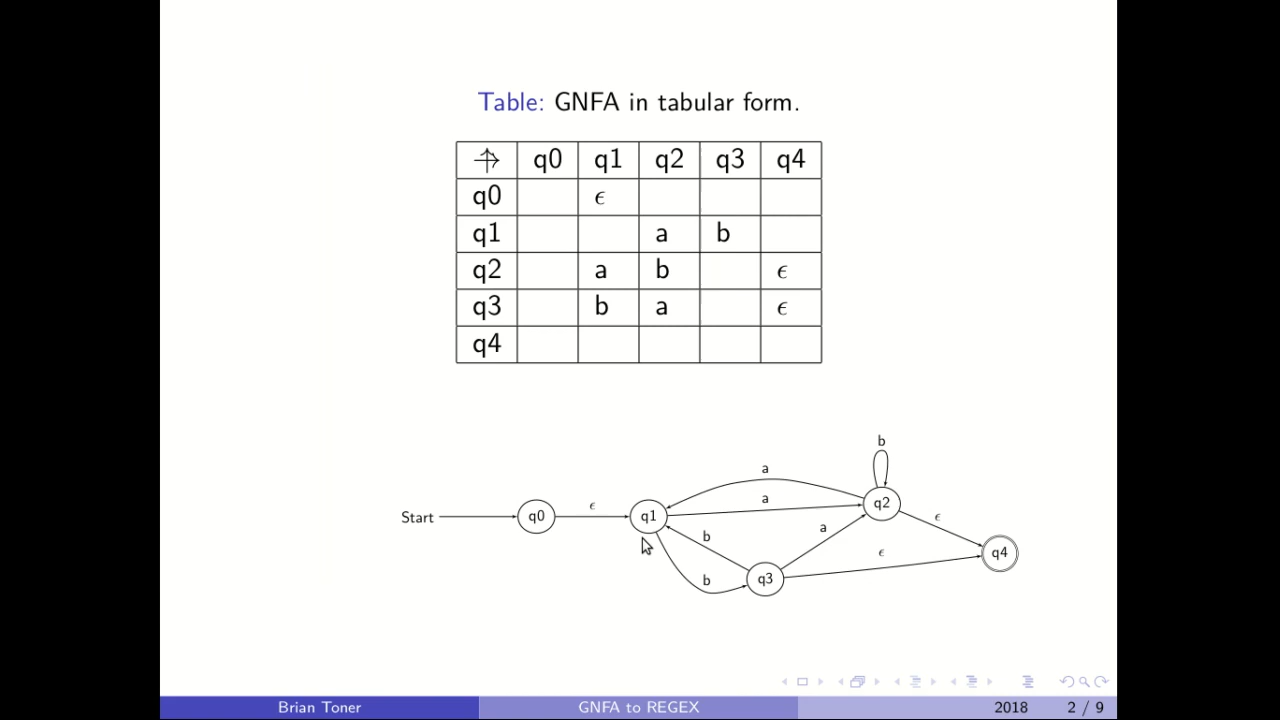 Table: GNFA in tabular form.
q0 q1 q2 q3 q4
q0 ϵ
q1 a b
q2 a b ϵ
q3 b a ϵ
q4
b
a
a
q2
ϵ
ϵ
Start q0 q1
a
b
ϵ
q4
q3
b
Brian Toner GNFA to REGEX 2018 2 / 9